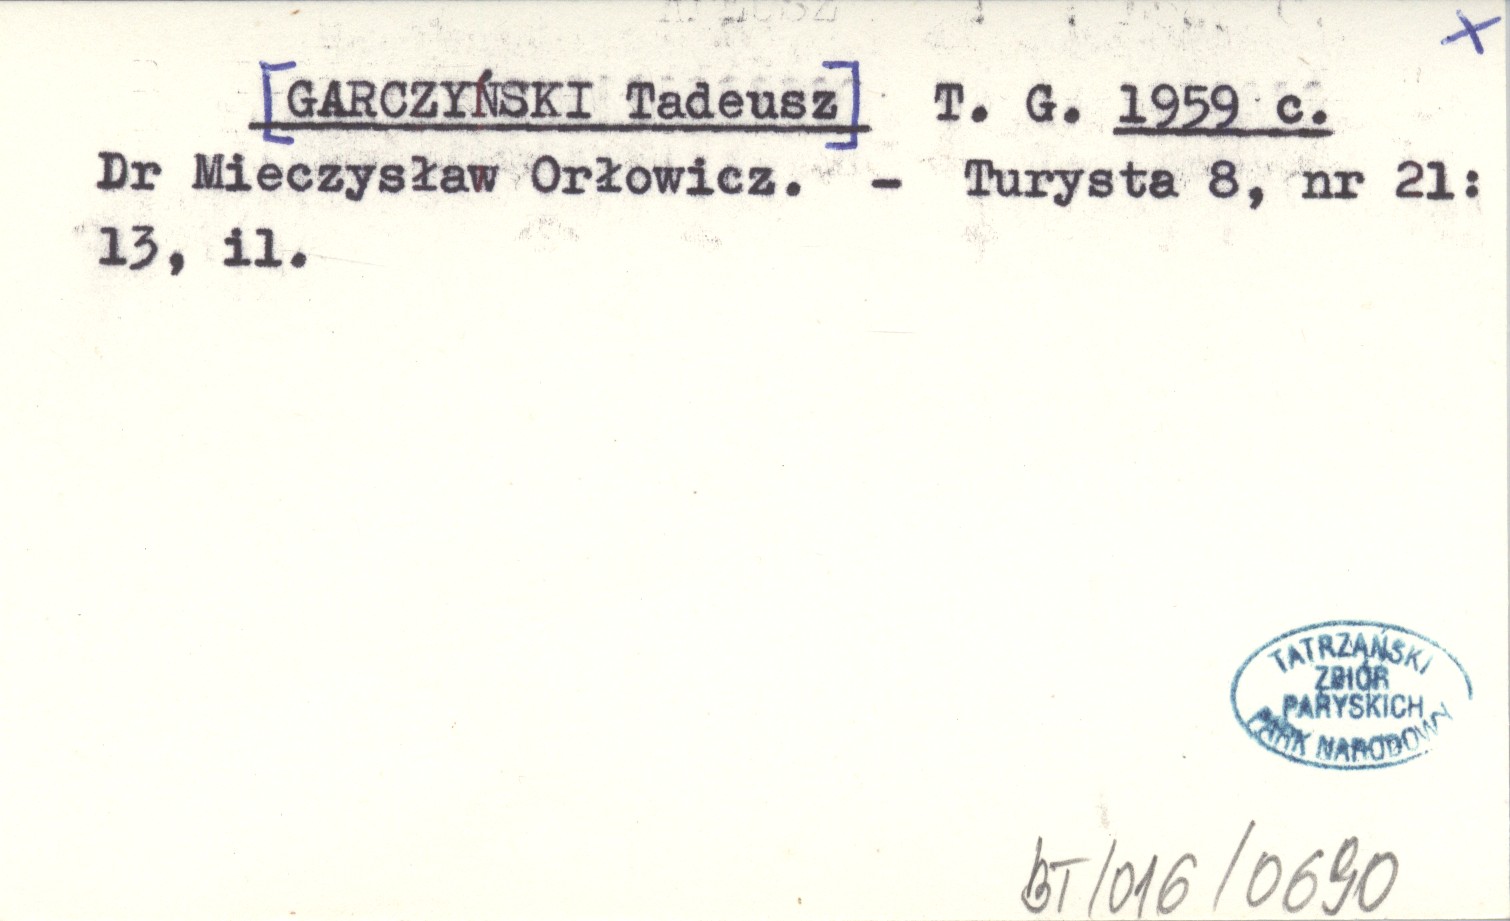 [GARCZYŃSKI Tadeusz] T. G. 1959 c.
Dr Mieczysław Orłowicz. - Turysta 8, nr 21:
13, il.
TATRZAŃSKI
ZBIÓR
PARYSKICH
PARK NARODOWY
BT/016/0690